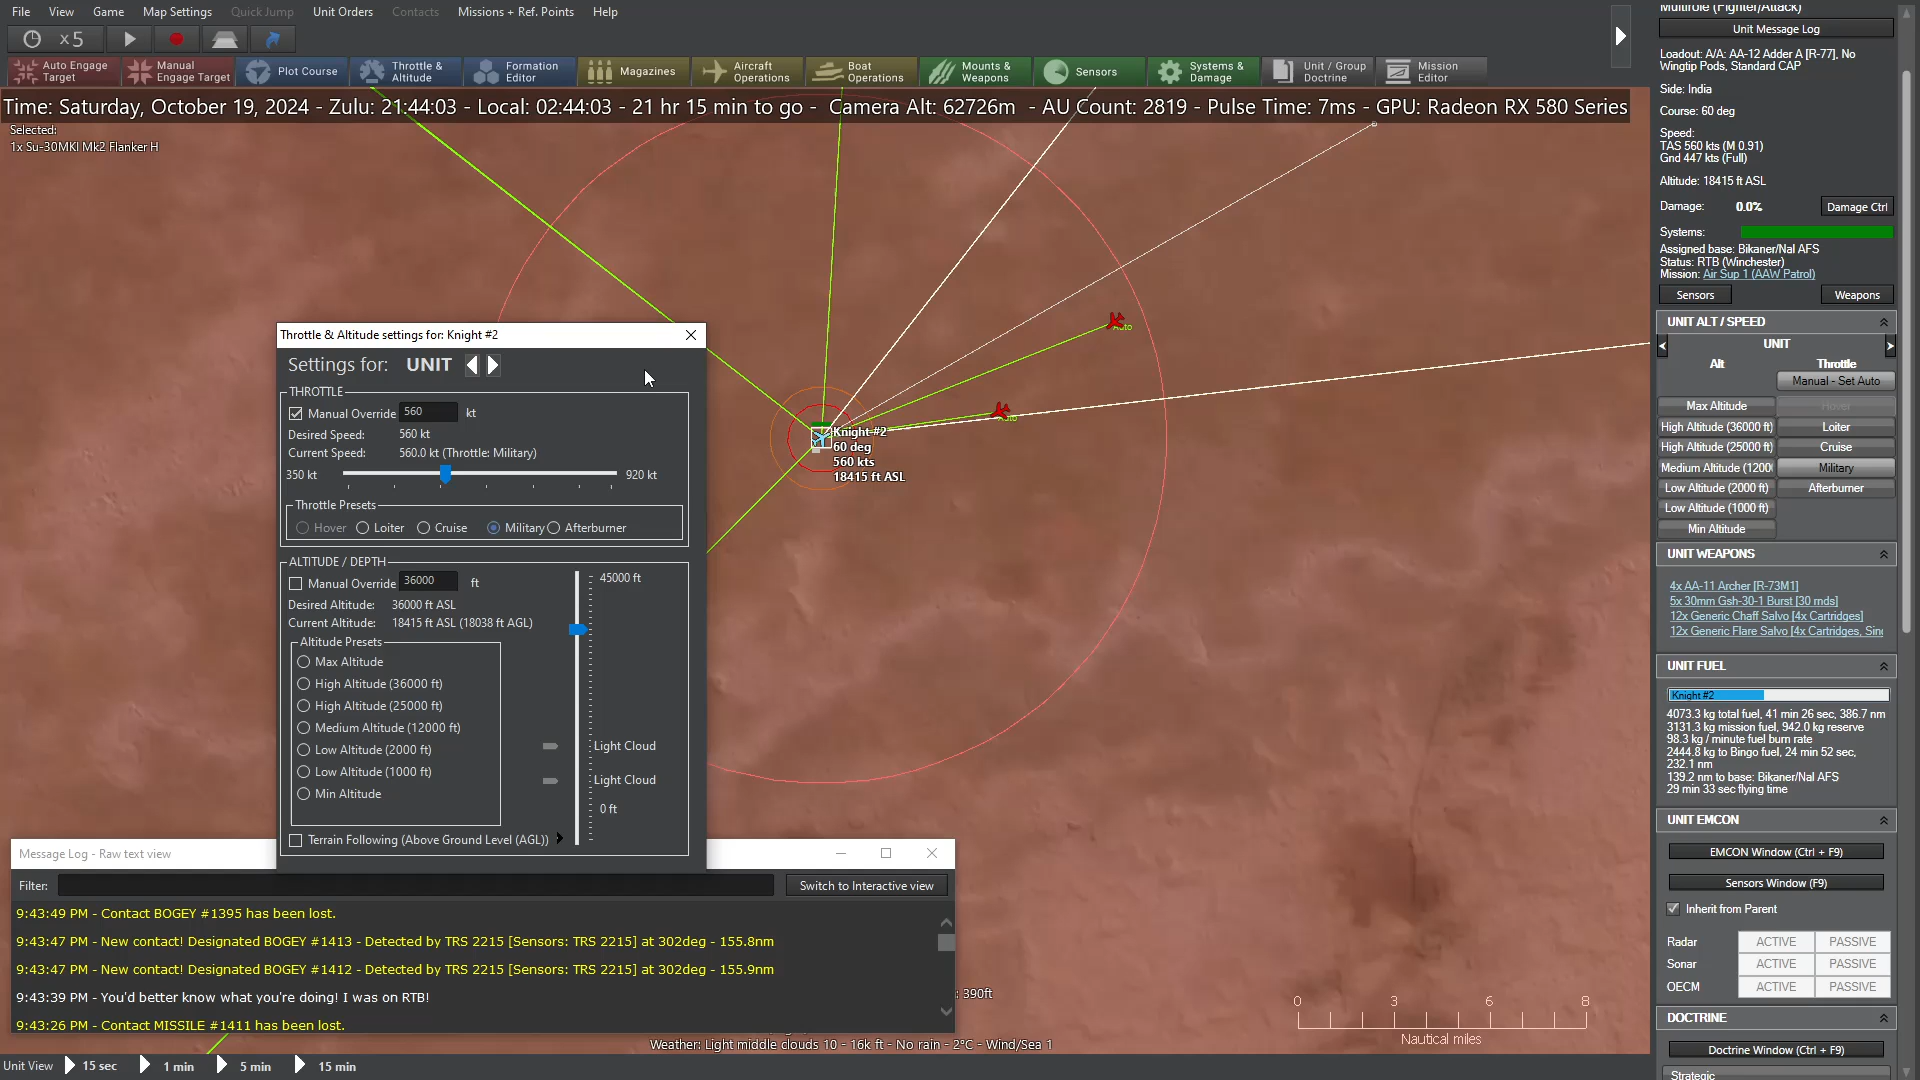 File View Game Map Settings Quick Jump Unit Orders Contacts Missions + Ref. Points Help
x5
Auto Engage Target
Manual Engage Target
Plot Course
Throttle & Altitude
Formation Editor
Magazines
Aircraft Operations
Boat Operations
Mounts & Weapons
Sensors
Systems & Damage
Unit / Group Doctrine
Mission Editor
Time: Saturday, October 19, 2024 - Zulu: 21:44:03 - Local: 02:44:03 - 21 hr 15 min to go - Camera Alt: 62726m - AU Count: 2819 - Pulse Time: 7ms - GPU: Radeon RX 580 Series
Selected:
1x Su-30MKI Mk2 Flanker H
Auto
Knight #2
60 deg
560 kts
18415 ft ASL
Throttle & Altitude settings for: Knight #2
Settings for: UNIT
THROTTLE
Manual Override 560 kt
Desired Speed: 560 kt
Current Speed: 560.0 kt (Throttle: Military)
350 kt 920 kt
Throttle Presets
Hover Loiter Cruise Military Afterburner
ALTITUDE / DEPTH
Manual Override 36000 ft 45000 ft
Desired Altitude: 36000 ft ASL
Current Altitude: 18415 ft ASL (18038 ft AGL)
Altitude Presets
Max Altitude
High Altitude (36000 ft)
High Altitude (25000 ft)
Medium Altitude (12000 ft)
Low Altitude (2000 ft) Light Cloud
Low Altitude (1000 ft) Light Cloud
Min Altitude
0 ft
Terrain Following (Above Ground Level (AGL))
Message Log - Raw text view
Filter: Switch to Interactive view
9:43:49 PM - Contact BOGEY #1395 has been lost.
9:43:47 PM - New contact! Designated BOGEY #1413 - Detected by TRS 2215 [Sensors: TRS 2215] at 302deg - 155.8nm
9:43:47 PM - New contact! Designated BOGEY #1412 - Detected by TRS 2215 [Sensors: TRS 2215] at 302deg - 155.9nm
9:43:39 PM - You'd better know what you're doing! I was on RTB!
9:43:26 PM - Contact MISSILE #1411 has been lost.
: 390ft
Weather: Light middle clouds 10 - 16k ft - No rain - 2°C - Wind/Sea 1
0 3 6 8
Nautical miles
Unit View 15 sec 1 min 5 min 15 min
Multirole (Fighter/Attack)
Unit Message Log
Loadout: A/A: AA-12 Adder A [R-77], No
Wingtip Pods, Standard CAP
Side: India
Course: 60 deg
Speed:
TAS 560 kts (M 0.91)
Gnd 447 kts (Full)
Altitude: 18415 ft ASL
Damage: 0.0% Damage Ctrl
Systems:
Assigned base: Bikaner/Nal AFS
Status: RTB (Winchester)
Mission: Air Sup 1 (AAW Patrol)
Sensors Weapons
UNIT ALT / SPEED
UNIT
Alt Throttle
Manual - Set Auto
Max Altitude Hover
High Altitude (36000 ft) Loiter
High Altitude (25000 ft) Cruise
Medium Altitude (12000 Military
Low Altitude (2000 ft) Afterburner
Low Altitude (1000 ft)
Min Altitude
UNIT WEAPONS
4x AA-11 Archer [R-73M1]
5x 30mm Gsh-30-1 Burst [30 rnds]
12x Generic Chaff Salvo [4x Cartridges]
12x Generic Flare Salvo [4x Cartridges, Sing
UNIT FUEL
Knight #2
4073.3 kg total fuel, 41 min 26 sec, 386.7 nm
3131.3 kg mission fuel, 942.0 kg reserve
98.3 kg / minute fuel burn rate
2444.8 kg to Bingo fuel, 24 min 52 sec,
232.1 nm
139.2 nm to base: Bikaner/Nal AFS
29 min 33 sec flying time
UNIT EMCON
EMCON Window (Ctrl + F9)
Sensors Window (F9)
Inherit from Parent
Radar ACTIVE PASSIVE
Sonar ACTIVE PASSIVE
OECM ACTIVE PASSIVE
DOCTRINE
Doctrine Window (Ctrl + F9)
Strategic